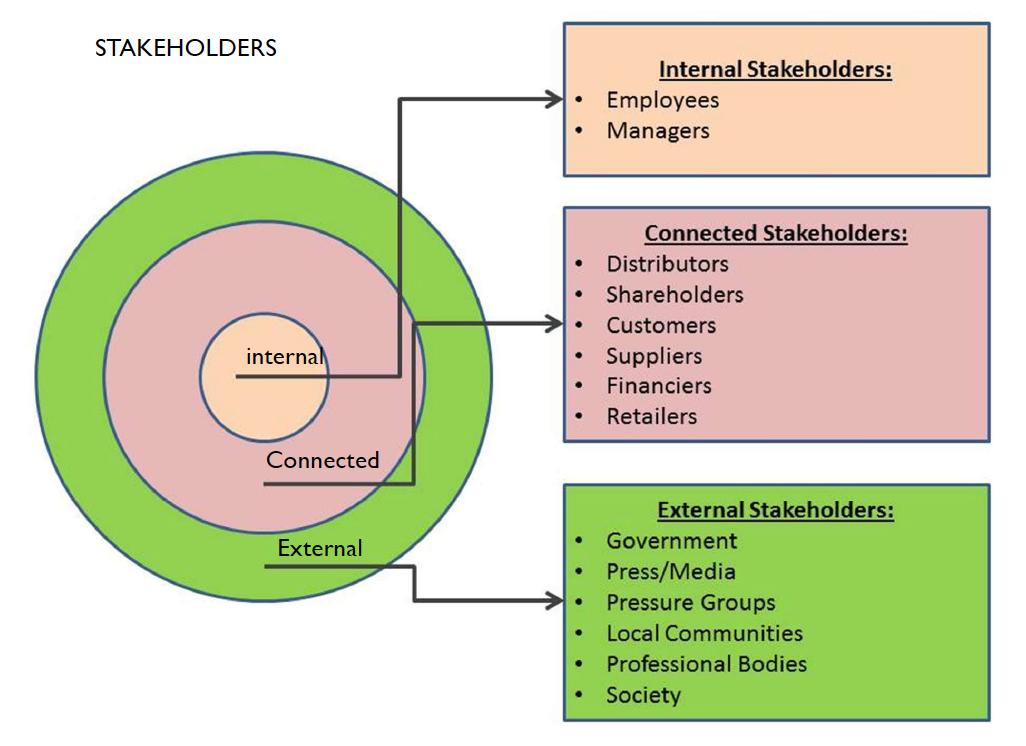 STAKEHOLDERS
internal
Connected
External
Internal Stakeholders:
• Employees
• Managers
Connected Stakeholders:
• Distributors
• Shareholders
• Customers
• Suppliers
• Financiers
• Retailers
External Stakeholders:
• Government
• Press/Media
• Pressure Groups
• Local Communities
• Professional Bodies
• Society